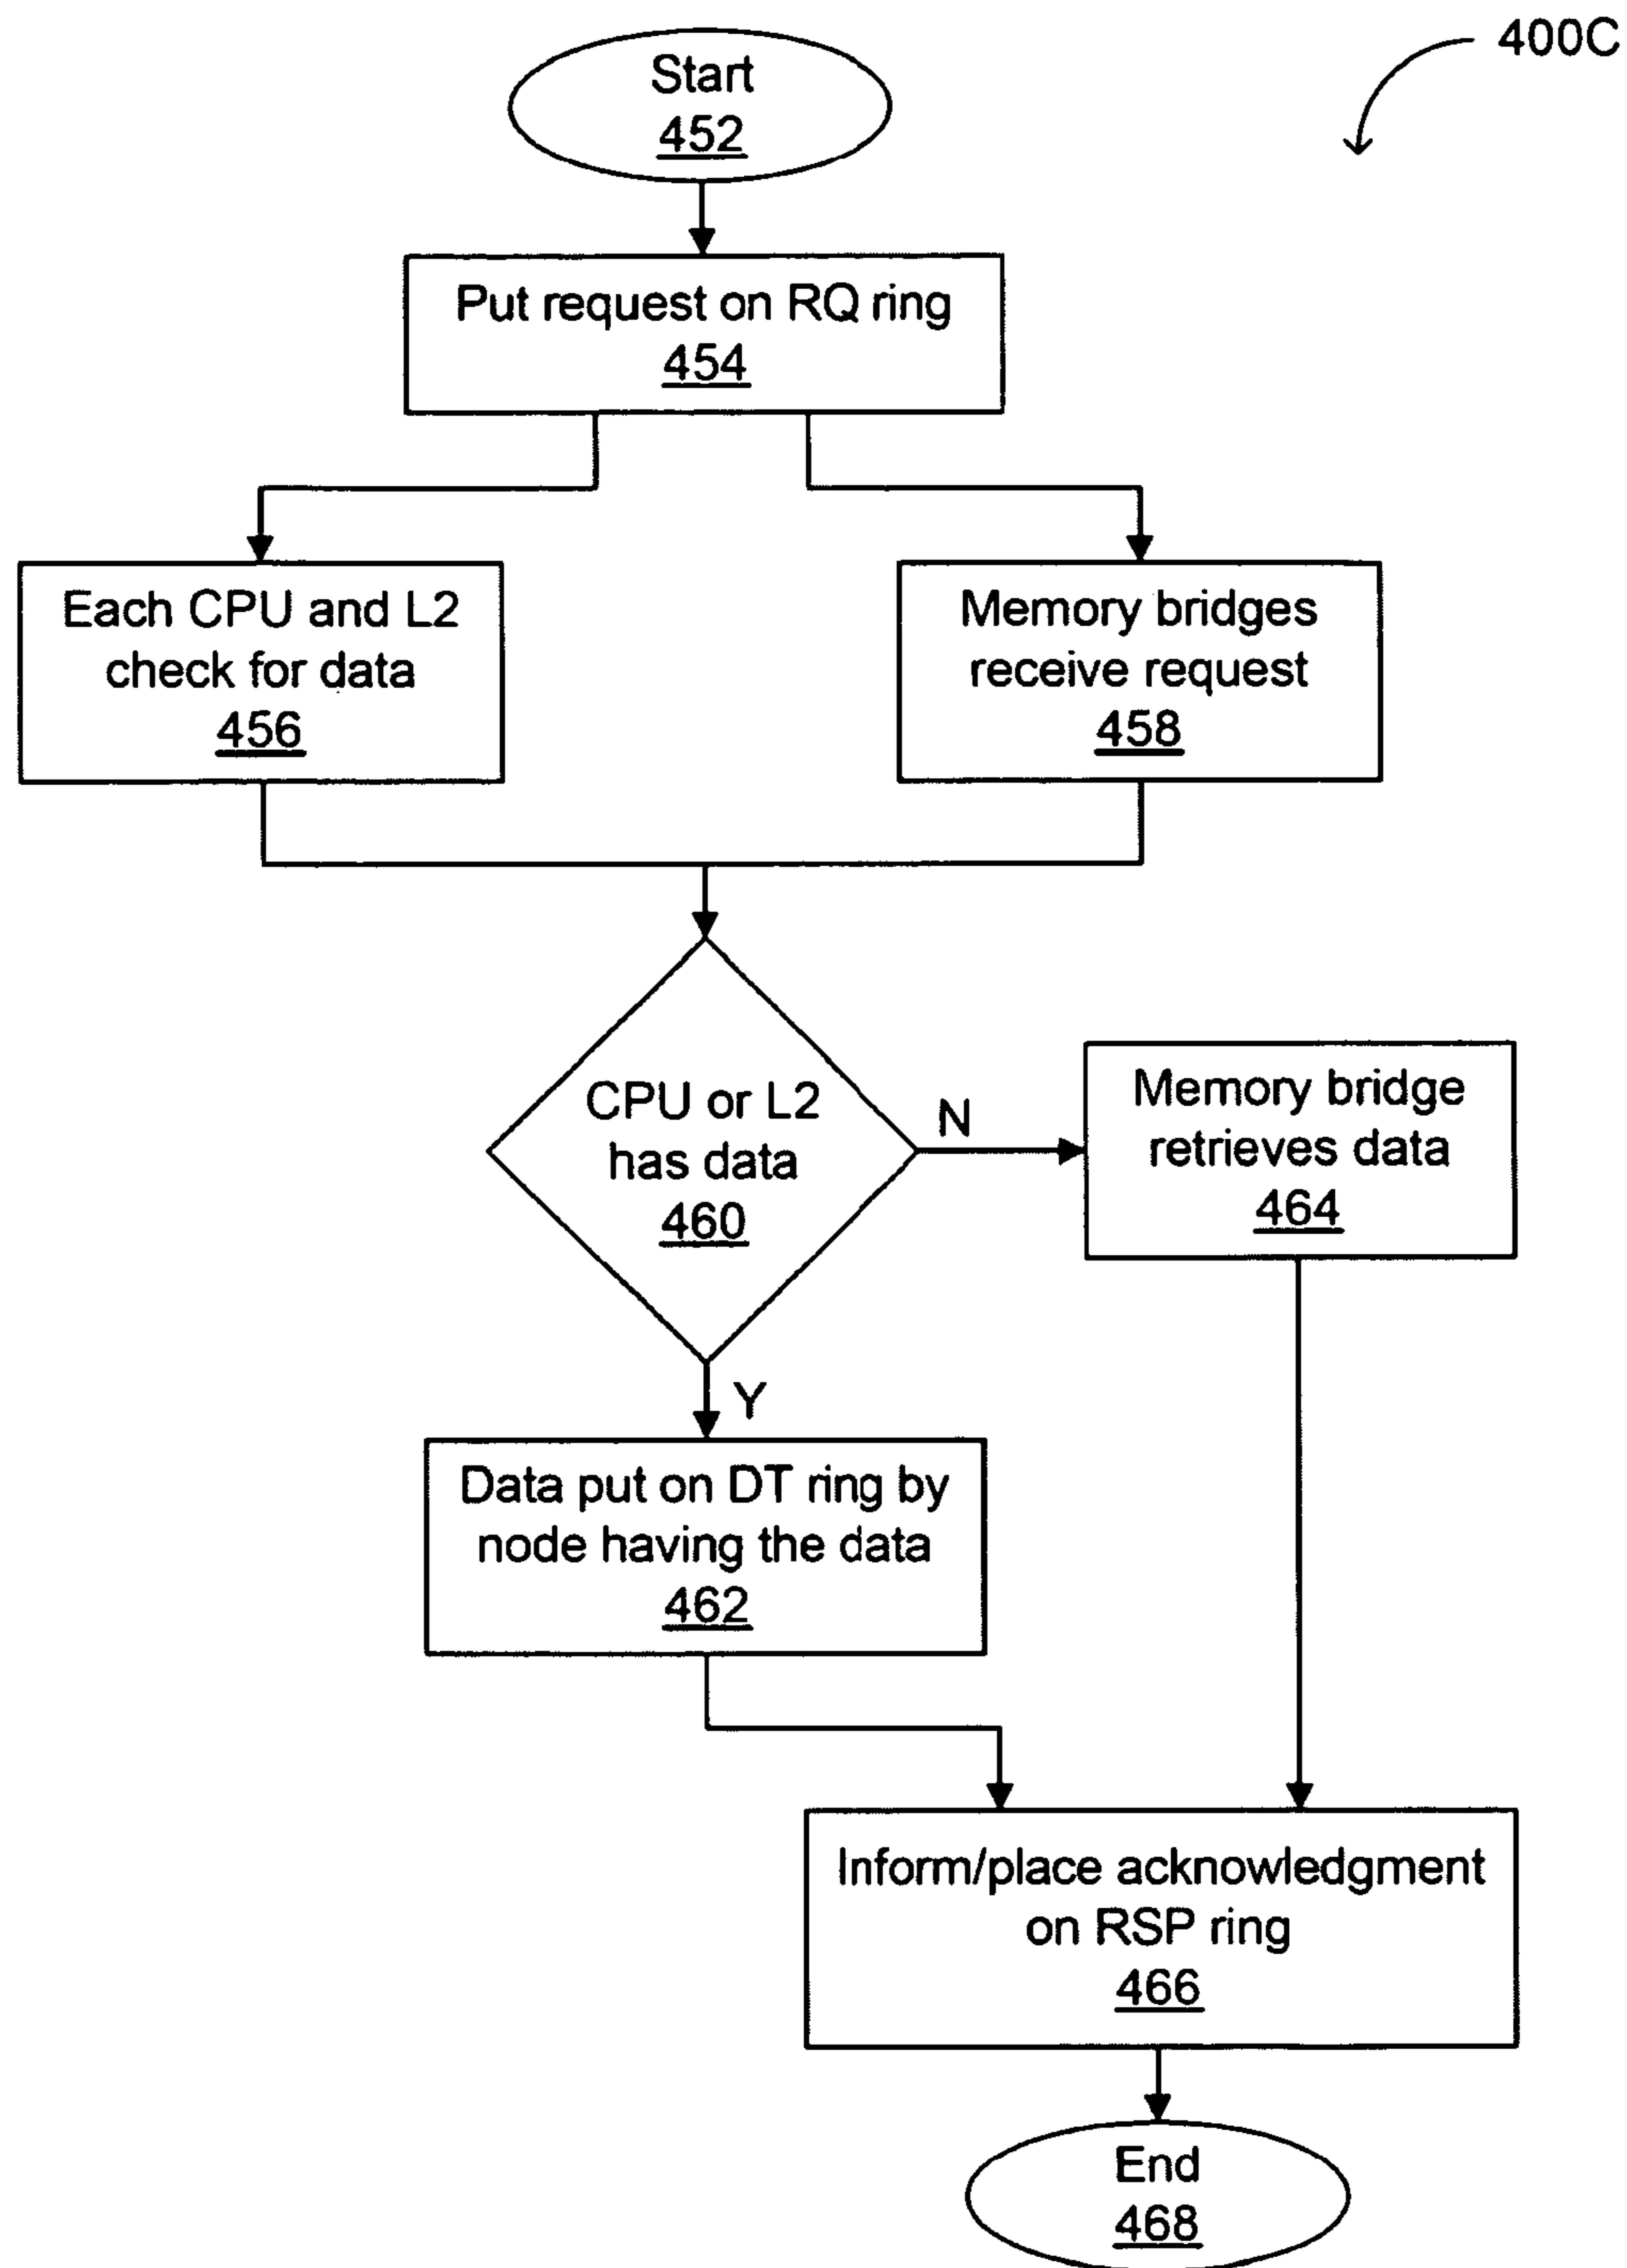 400C
Start
452
Put request on RQ ring
454
Each CPU and L2
check for data
456
Memory bridges
receive request
458
CPU or L2
has data
460
N
Memory bridge
retrieves data
464
Y
Data put on DT ring by
node having the data
462
Inform/place acknowledgment
on RSP ring
466
End
468